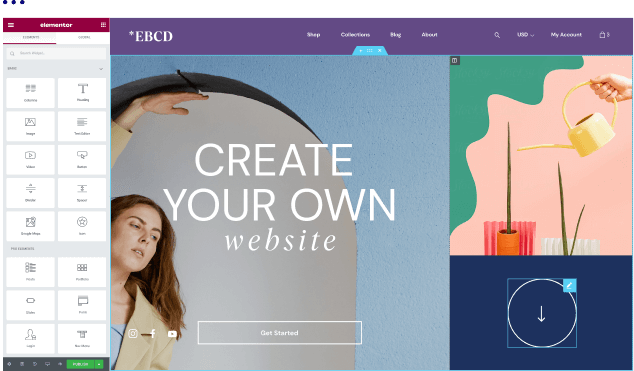 elementor
ELEMENTS
GLOBAL
Search Widget...
BASIC
Columns
Heading
Image
Text Editor
Video
Button
Divider
Spacer
Google Maps
Icon
PRO ELEMENTS
Posts
Portfolio
Slides
Form
Login
Nav Menu
PUBLISH
*EBCD
Shop Collections Blog About
USD My Account
CREATE
YOUR OWN
website
Get Started